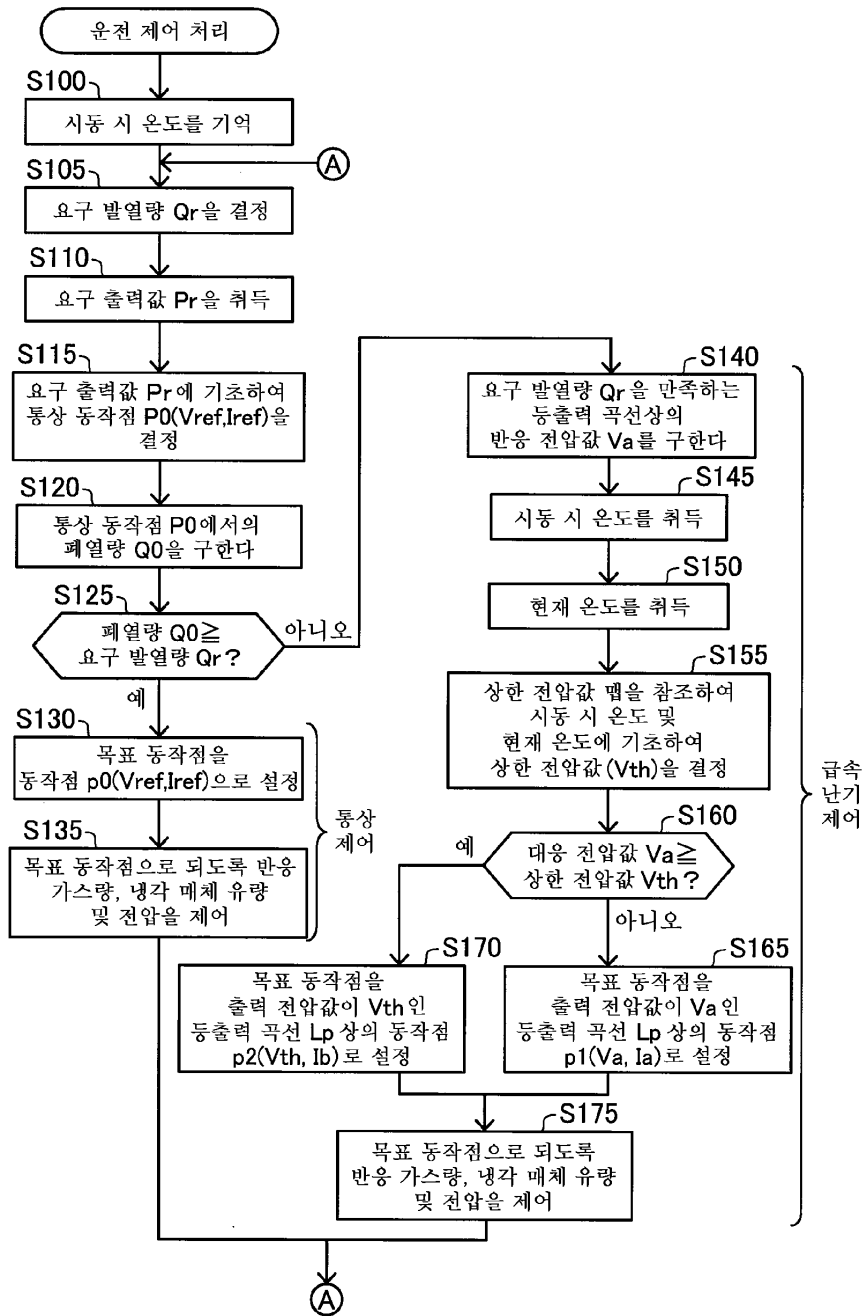 운전 제어 처리
S100
시동 시 온도를 기억
A
S105
요구 발열량 Qr을 결정
S110
요구 출력값 Pr을 취득
S115
요구 출력값 Pr에 기초하여
통상 동작점 P0(Vref,Iref)을
결정
S120
통상 동작점 P0에서의
폐열량 Q0을 구한다
S125
폐열량 Q0≧
요구 발열량 Qr?
아니오
예
S130
목표 동작점을
동작점 p0(Vref,Iref)으로 설정
S135
목표 동작점으로 되도록 반응
가스량, 냉각 매체 유량
및 전압을 제어
통상
제어
S140
요구 발열량 Qr을 만족하는
등출력 곡선상의
반응 전압값 Va를 구한다
S145
시동 시 온도를 취득
S150
현재 온도를 취득
S155
상한 전압값 맵을 참조하여
시동 시 온도 및
현재 온도에 기초하여
상한 전압값(Vth)을 결정
S160
대응 전압값 Va≧
상한 전압값 Vth?
예
아니오
S170
목표 동작점을
출력 전압값이 Vth인
등출력 곡선 Lp 상의 동작점
p2(Vth, Ib)로 설정
S165
목표 동작점을
출력 전압값이 Va인
등출력 곡선 Lp 상의 동작점
p1(Va, Ia)로 설정
S175
목표 동작점으로 되도록
반응 가스량, 냉각 매체 유량
및 전압을 제어
급속
난기
제어
A